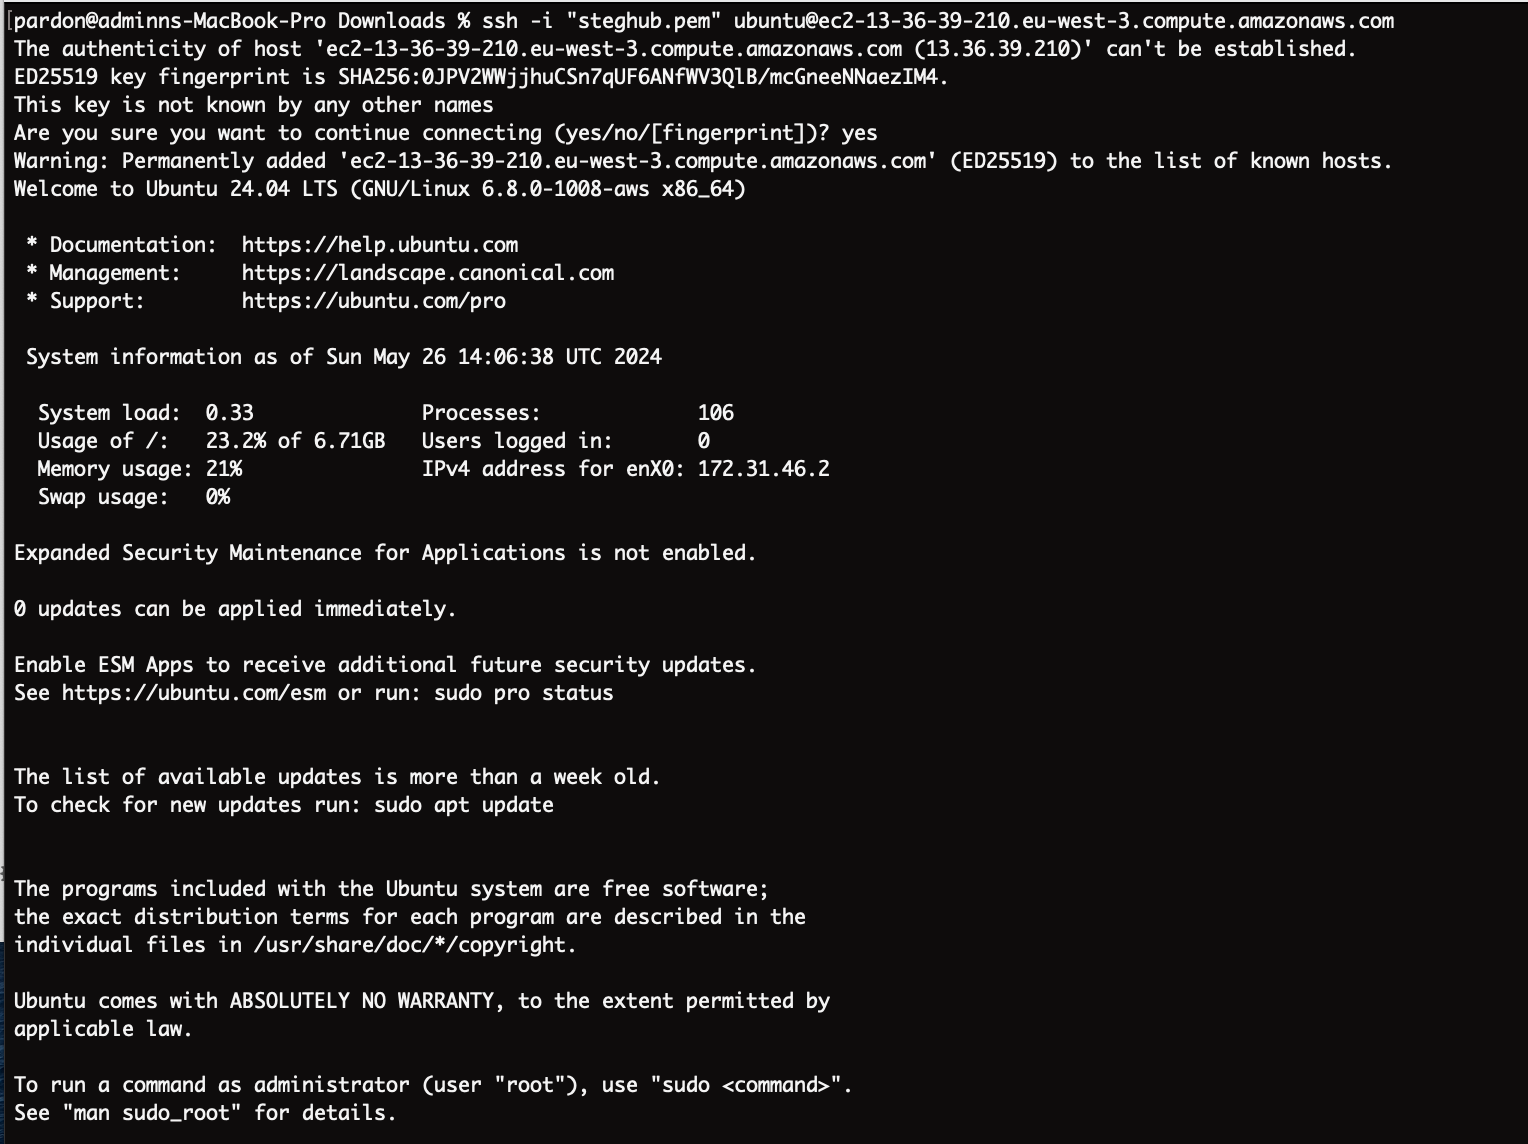 [pardon@adminns-MacBook-Pro Downloads % ssh -i "steghub.pem" ubuntu@ec2-13-36-39-210.eu-west-3.compute.amazonaws.com
The authenticity of host 'ec2-13-36-39-210.eu-west-3.compute.amazonaws.com (13.36.39.210)' can't be established.
ED25519 key fingerprint is SHA256:0JPV2WWjjhuCSn7qUF6ANfWV3QlB/mcGneeNNaezIM4.
This key is not known by any other names
Are you sure you want to continue connecting (yes/no/[fingerprint])? yes
Warning: Permanently added 'ec2-13-36-39-210.eu-west-3.compute.amazonaws.com' (ED25519) to the list of known hosts.
Welcome to Ubuntu 24.04 LTS (GNU/Linux 6.8.0-1008-aws x86_64)
* Documentation: https://help.ubuntu.com
* Management: https://landscape.canonical.com
* Support: https://ubuntu.com/pro
System information as of Sun May 26 14:06:38 UTC 2024
System load: 0.33 Processes: 106
Usage of /: 23.2% of 6.71GB Users logged in: 0
Memory usage: 21% IPv4 address for enX0: 172.31.46.2
Swap usage: 0%
Expanded Security Maintenance for Applications is not enabled.
0 updates can be applied immediately.
Enable ESM Apps to receive additional future security updates.
See https://ubuntu.com/esm or run: sudo pro status
The list of available updates is more than a week old.
To check for new updates run: sudo apt update
The programs included with the Ubuntu system are free software;
the exact distribution terms for each program are described in the
individual files in /usr/share/doc/*/copyright.
Ubuntu comes with ABSOLUTELY NO WARRANTY, to the extent permitted by
applicable law.
To run a command as administrator (user "root"), use "sudo <command>".
See "man sudo_root" for details.